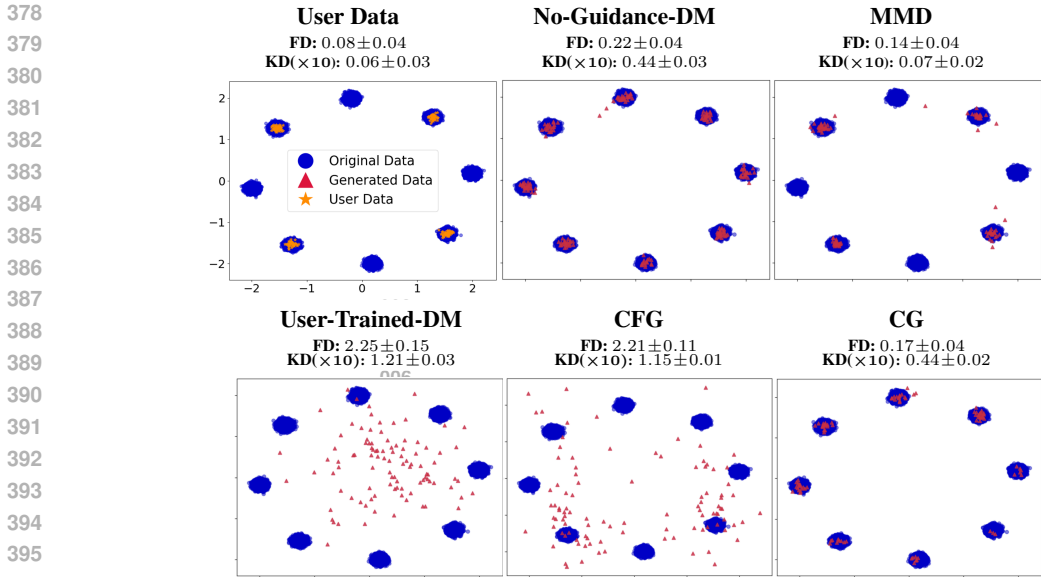 378
379
380
381
382
383
384
385
386
387
388
389
390
391
392
393
394
395
User Data
FD: 0.08±0.04
KD(×10): 0.06±0.03
No-Guidance-DM
FD: 0.22±0.04
KD(×10): 0.44±0.03
MMD
FD: 0.14±0.04
KD(×10): 0.07±0.02
2
1
0
−1
−2
−2
−1
0
1
2
Original Data
Generated Data
User Data
User-Trained-DM
FD: 2.25±0.15
KD(×10): 1.21±0.03
CFG
FD: 2.21±0.11
KD(×10): 1.15±0.01
CG
FD: 0.17±0.04
KD(×10): 0.44±0.02